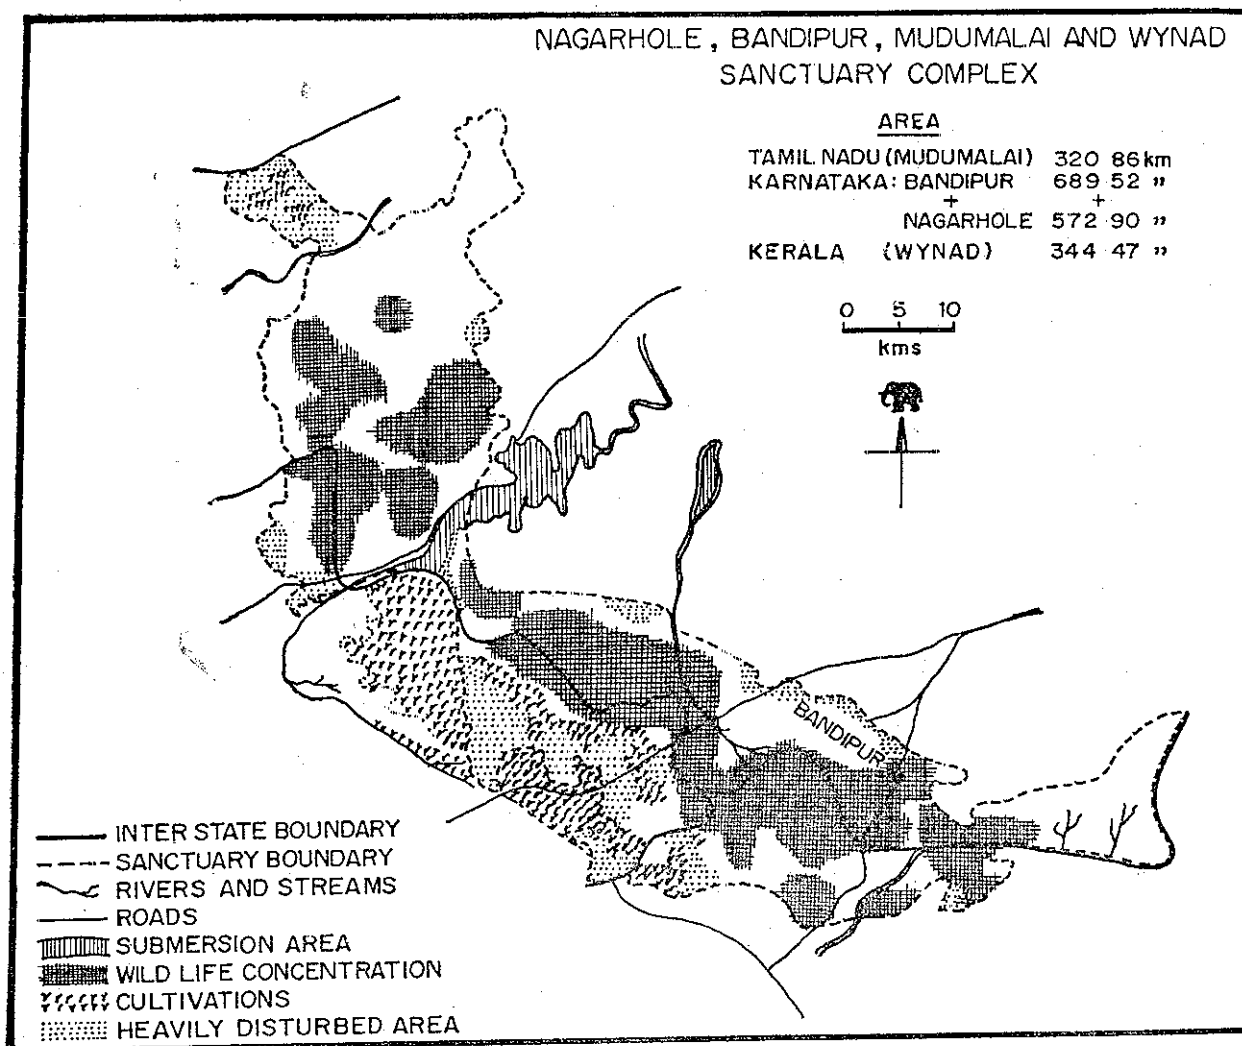 NAGARHOLE, BANDIPUR, MUDUMALAI AND WYNAD
SANCTUARY COMPLEX
AREA
TAMIL NADU (MUDUMALAI) 320 86 km
KARNATAKA: BANDIPUR 689 52 "
+ +
NAGARHOLE 572 90 "
KERALA (WYNAD) 344 47 "
0 5 10
kms
BANDIPUR
INTER STATE BOUNDARY
SANCTUARY BOUNDARY
RIVERS AND STREAMS
ROADS
SUBMERSION AREA
WILD LIFE CONCENTRATION
CULTIVATIONS
HEAVILY DISTURBED AREA